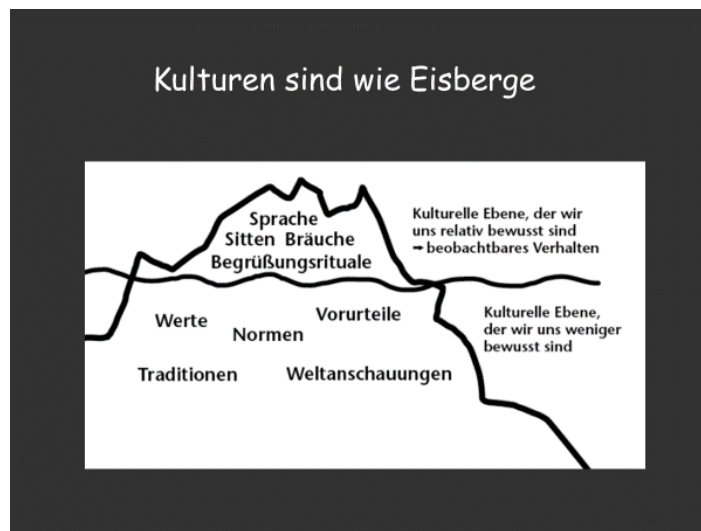 Kulturen sind wie Eisberge
Sprache
Sitten Bräuche
Begrüßungsrituale
Kulturelle Ebene, der wir
uns relativ bewusst sind
➞ beobachtbares Verhalten
Werte
Normen
Vorurteile
Traditionen
Weltanschauungen
Kulturelle Ebene,
der wir uns weniger
bewusst sind